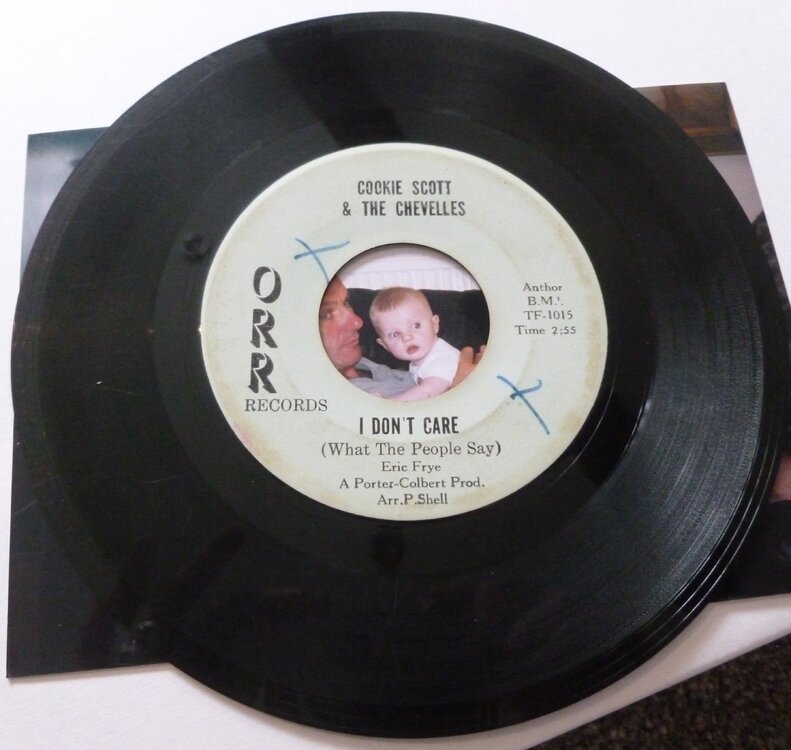 COOKIE SCOTT
& THE CHEVELLES
ORR
RECORDS
Anthor
B.M.'.
TF-1015
Time 2:55
I DON'T CARE
(What The People Say)
Eric Frye
A Porter-Colbert Prod.
Arr.P.Shell